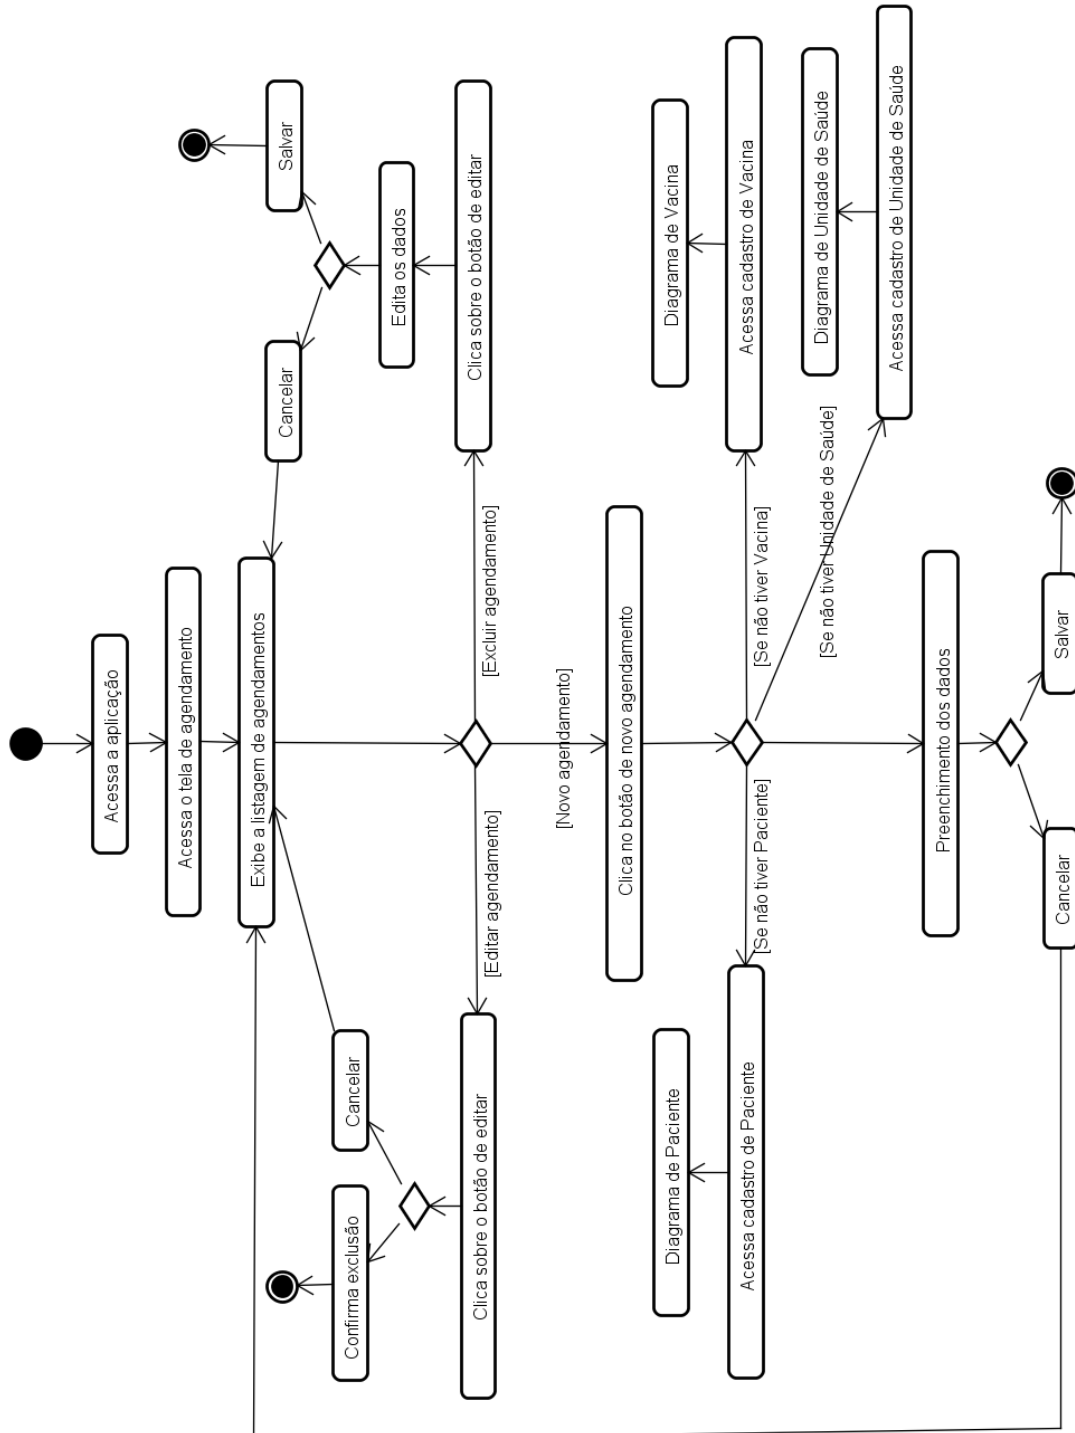 Acessa a aplicação
Acessa o tela de agendamento
Exibe a listagem de agendamentos
[Excluir agendamento]
Clica sobre o botão de editar
Edita os dados
Salvar
Cancelar
[Editar agendamento]
Clica sobre o botão de editar
Cancelar
Confirma exclusão
[Novo agendamento]
Clica no botão de novo agendamento
[Se não tiver Vacina]
Acessa cadastro de Vacina
Diagrama de Vacina
[Se não tiver Unidade de Saúde]
Acessa cadastro de Unidade de Saúde
Diagrama de Unidade de Saúde
[Se não tiver Paciente]
Acessa cadastro de Paciente
Diagrama de Paciente
Preenchimento dos dados
Salvar
Cancelar